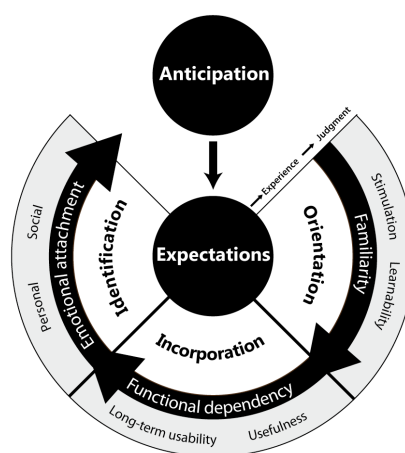 Anticipation
Expectations
Experience
Judgment
Orientation
Familiarity
Stimulation
Learnability
Incorporation
Functional dependency
Long-term usability
Usefulness
Identification
Emotional attachment
Social
Personal